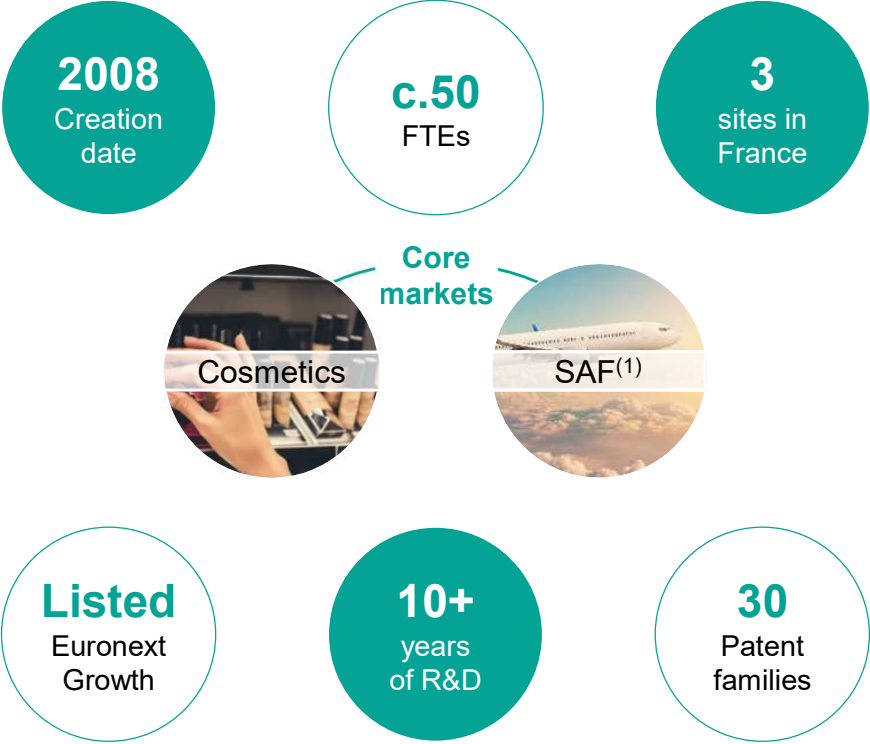 2008
Creation
date
c.50
FTEs
3
sites in
France
Core
markets
Cosmetics
SAF(1)
Listed
Euronext
Growth
10+
years
of R&D
30
Patent
families